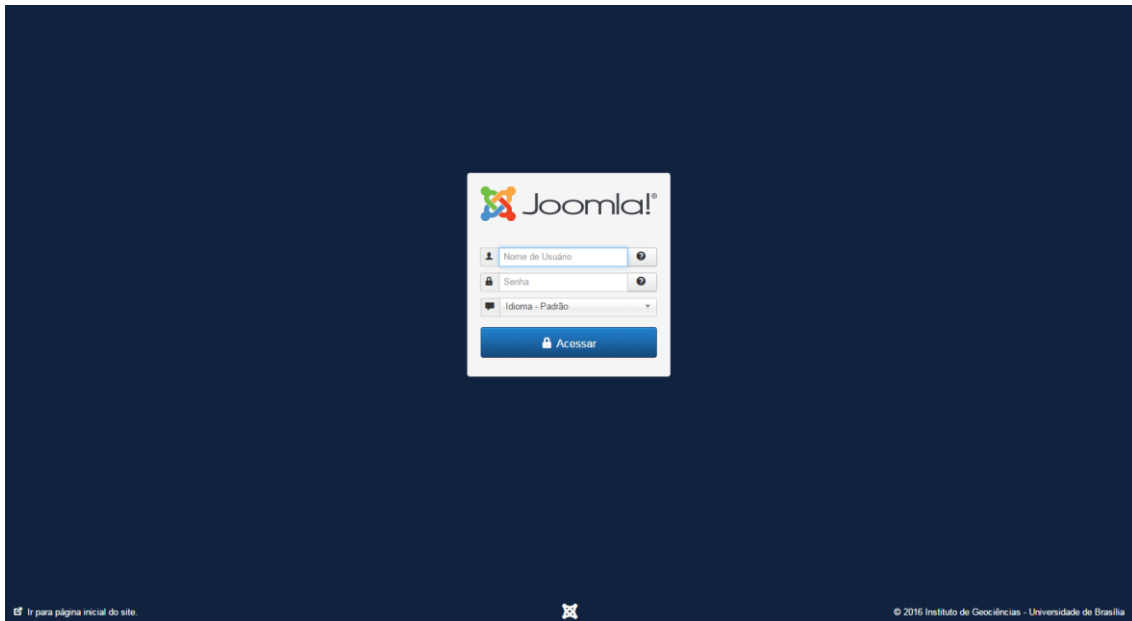 Joomla!®
Nome de Usuário
Senha
Idioma - Padrão
Acessar
Ir para página inicial do site.
© 2016 Instituto de Geociências - Universidade de Brasília